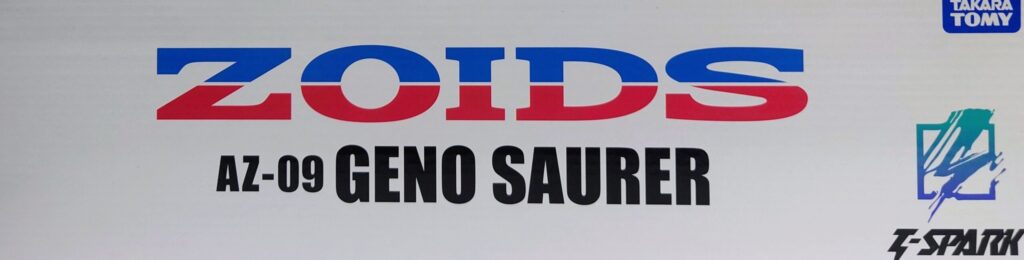 TAKARA
TOMY
ZOIDS
AZ-09 GENO SAURER
T-SPARK